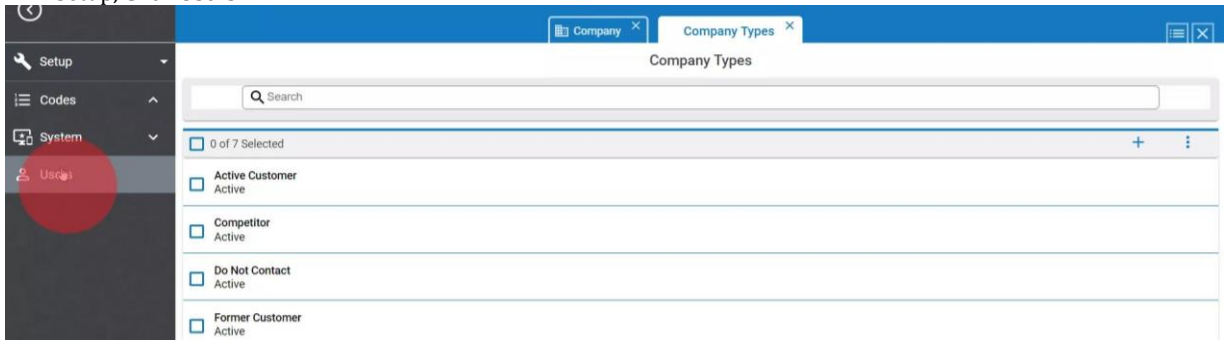 Company
Company Types
Setup
Company Types
Codes
Search
System
0 of 7 Selected
Users
Active Customer
Active
Competitor
Active
Do Not Contact
Active
Former Customer
Active